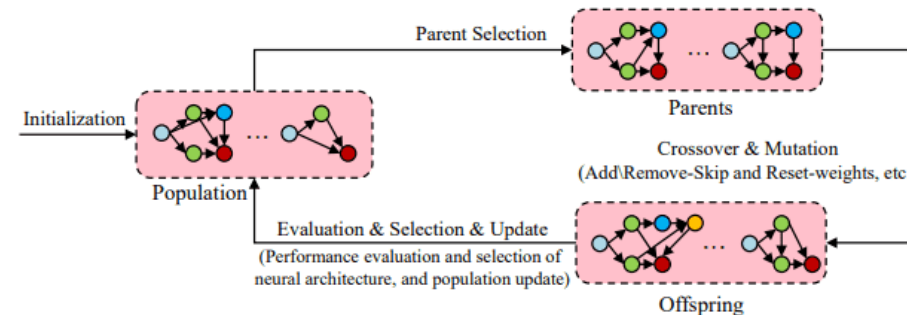 Parent Selection
Parents
Initialization
...
...
Population
Crossover & Mutation
(Add\Remove-Skip and Reset-weights, etc
Evaluation & Selection & Update
(Performance evaluation and selection of
neural architecture, and population update)
...
Offspring